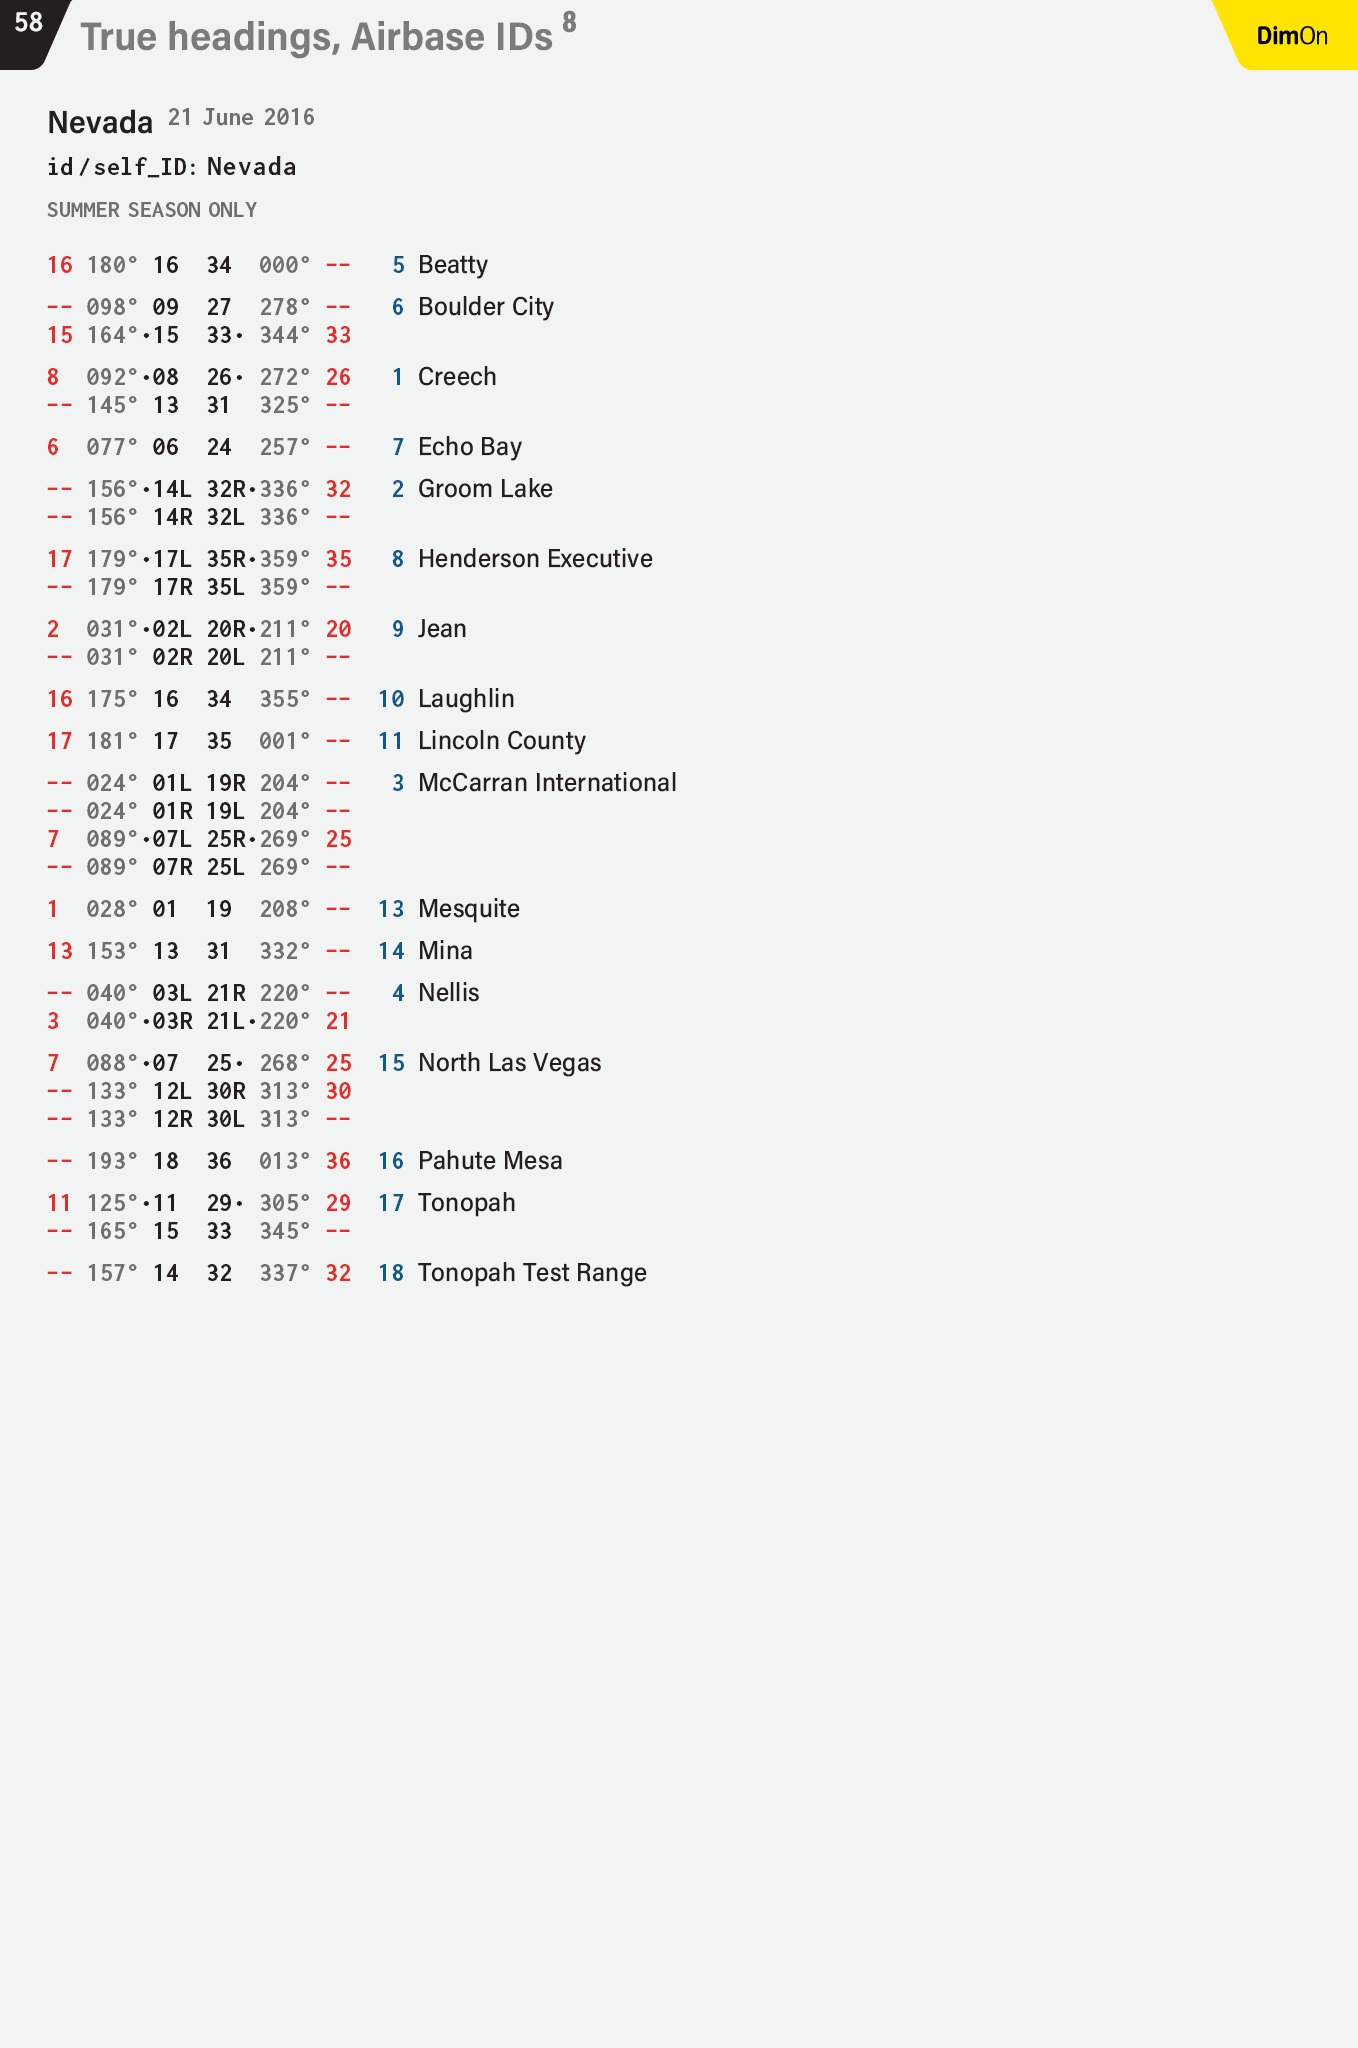 58
True headings, Airbase IDs 8
DimOn
Nevada 21 June 2016
id/self_ID: Nevada
SUMMER SEASON ONLY
16 180° 16 34 000° -- 5 Beatty
-- 098° 09 27 278° -- 6 Boulder City
15 164°·15 33· 344° 33
8 092°·08 26· 272° 26 1 Creech
-- 145° 13 31 325° --
6 077° 06 24 257° -- 7 Echo Bay
-- 156°·14L 32R·336° 32 2 Groom Lake
-- 156° 14R 32L 336° --
17 179°·17L 35R·359° 35 8 Henderson Executive
-- 179° 17R 35L 359° --
2 031°·02L 20R·211° 20 9 Jean
-- 031° 02R 20L 211° --
16 175° 16 34 355° -- 10 Laughlin
17 181° 17 35 001° -- 11 Lincoln County
-- 024° 01L 19R 204° -- 3 McCarran International
-- 024° 01R 19L 204° --
7 089°·07L 25R·269° 25
-- 089° 07R 25L 269° --
1 028° 01 19 208° -- 13 Mesquite
13 153° 13 31 332° -- 14 Mina
-- 040° 03L 21R 220° -- 4 Nellis
3 040°·03R 21L·220° 21
7 088°·07 25· 268° 25 15 North Las Vegas
-- 133° 12L 30R 313° 30
-- 133° 12R 30L 313° --
-- 193° 18 36 013° 36 16 Pahute Mesa
11 125°·11 29· 305° 29 17 Tonopah
-- 165° 15 33 345° --
-- 157° 14 32 337° 32 18 Tonopah Test Range